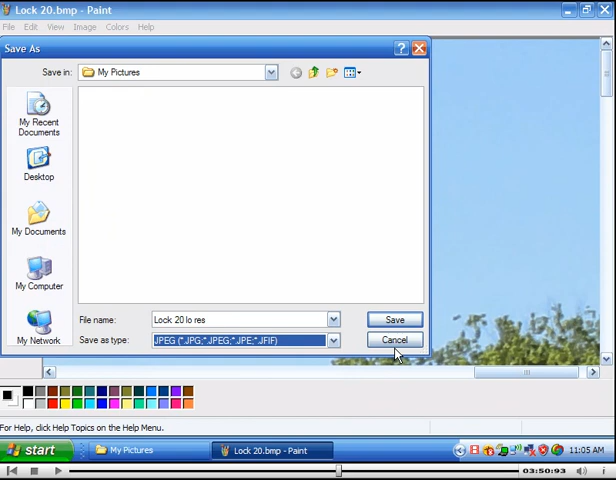 Lock 20.bmp - Paint
File Edit View Image Colors Help
Save As
Save in: My Pictures
My Recent
Documents
Desktop
My Documents
My Computer
My Network
File name: Lock 20 lo res Save
Save as type: JPEG (*.JPG;*.JPEG;*.JPE;*.JFIF) Cancel
For Help, click Help Topics on the Help Menu.
start My Pictures Lock 20.bmp - Paint 11:05 AM
03:50:93